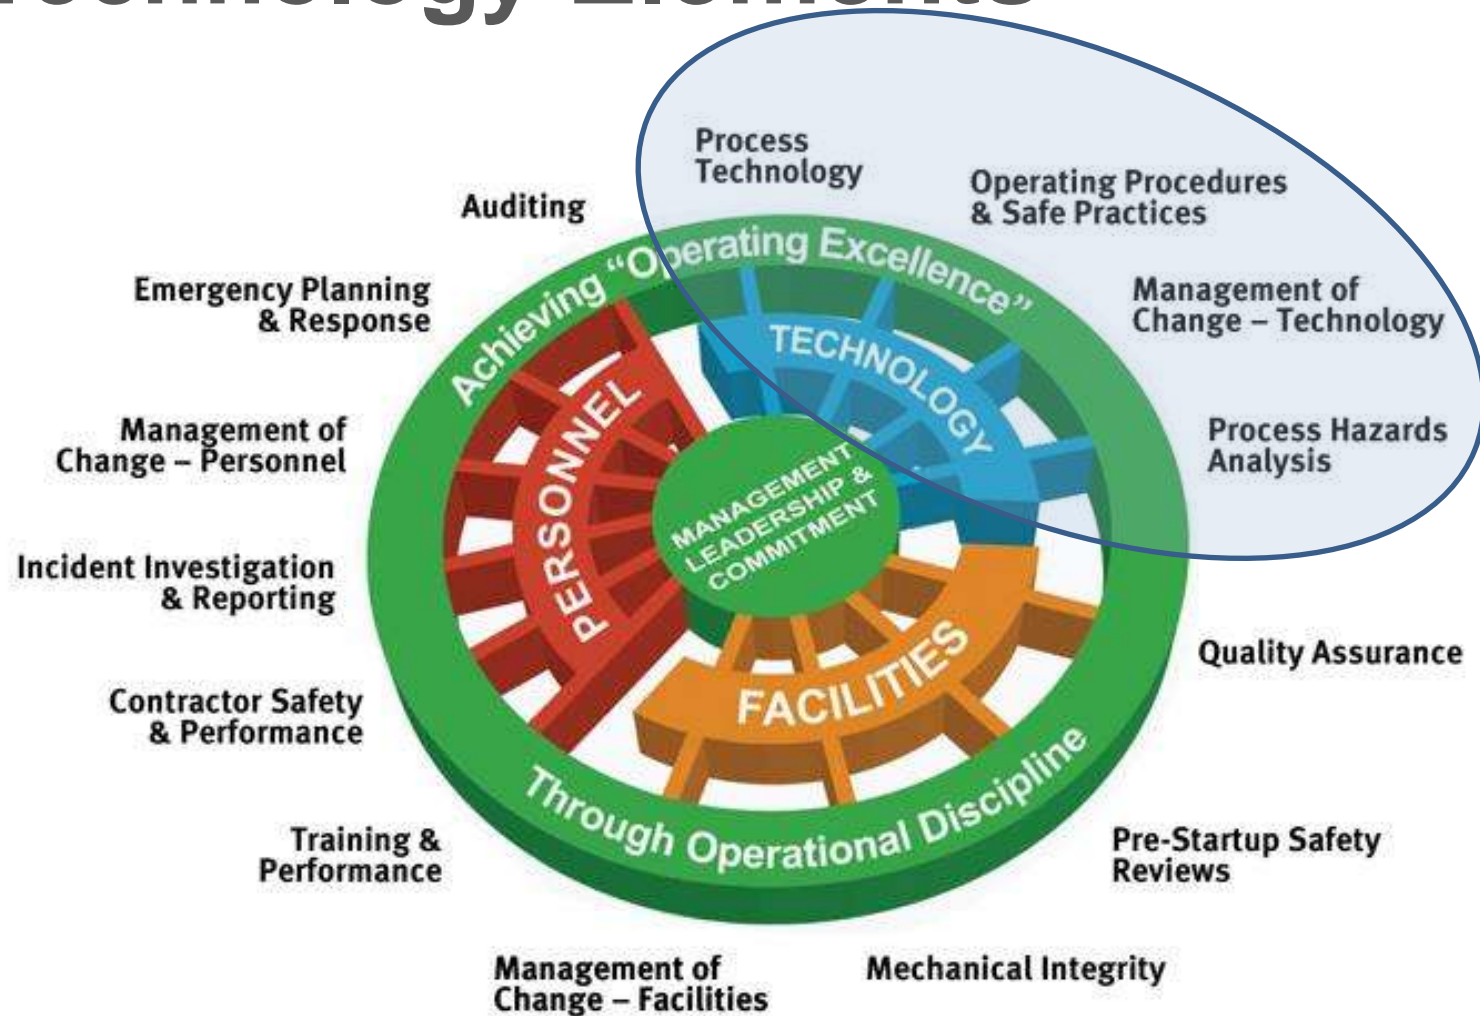 Technology Elements
Process
Technology
Operating Procedures
& Safe Practices
Auditing
Management of
Change – Technology
Emergency Planning
& Response
Achieving “Operating Excellence”
TECHNOLOGY
PERSONNEL
Management of
Change – Personnel
Process Hazards
Analysis
MANAGEMENT
LEADERSHIP &
COMMITMENT
Incident Investigation
& Reporting
FACILITIES
Quality Assurance
Contractor Safety
& Performance
Through Operational Discipline
Training &
Performance
Pre-Startup Safety
Reviews
Management of
Change – Facilities
Mechanical Integrity